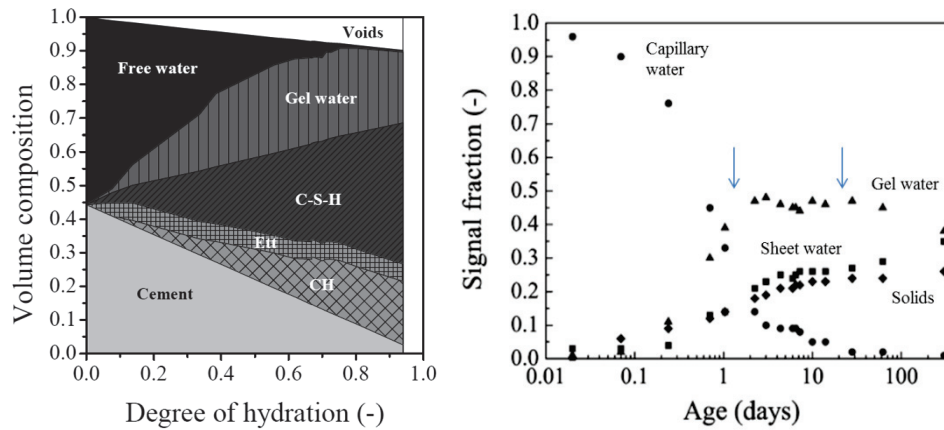 1.0
0.9
0.8
0.7
0.6
0.5
0.4
0.3
0.2
0.1
0.0
Volume composition
Voids
Free water
Gel water
C-S-H
Ett
CH
Cement
0.0 0.2 0.4 0.6 0.8 1.0
Degree of hydration (-)
1.0
0.9
0.8
0.7
0.6
0.5
0.4
0.3
0.2
0.1
0.0
Signal fraction (-)
Capillary
water
Gel water
Sheet water
Solids
0.01 0.1 1 10 100
Age (days)